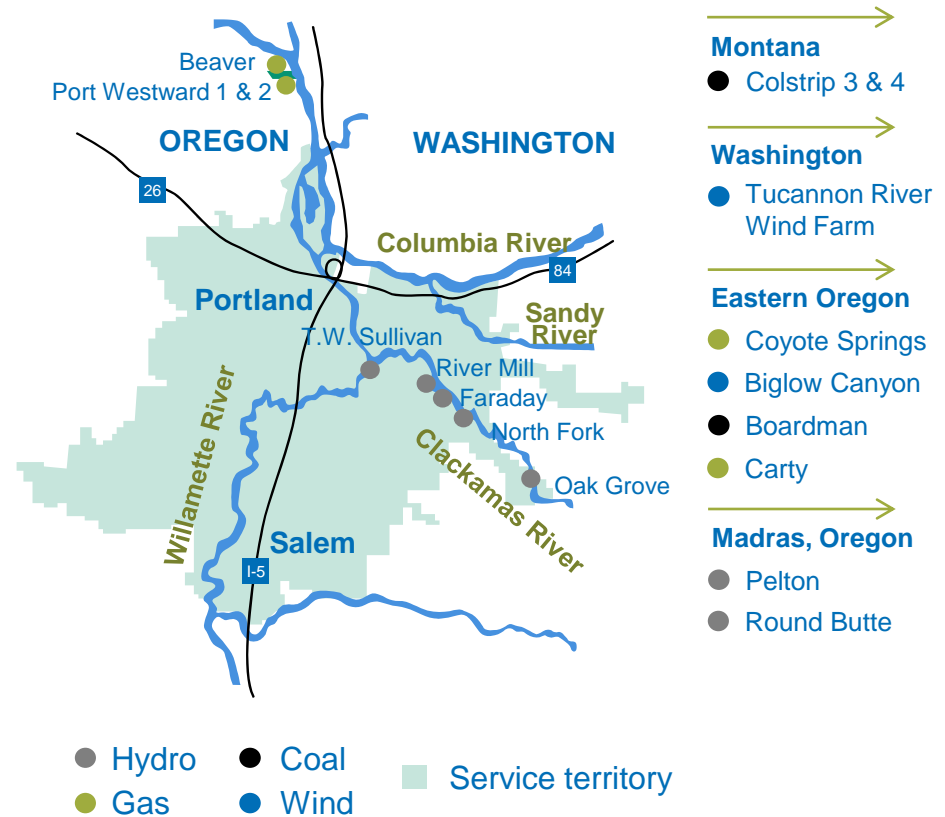 Beaver
Port Westward 1 & 2
OREGON
WASHINGTON
26
Columbia River
84
Portland
Sandy
River
T.W. Sullivan
River Mill
Faraday
North Fork
Willamette River
Clackamas River
Oak Grove
Salem
I-5
Montana
Colstrip 3 & 4
Washington
Tucannon River
Wind Farm
Eastern Oregon
Coyote Springs
Biglow Canyon
Boardman
Carty
Madras, Oregon
Pelton
Round Butte
Hydro
Coal
Gas
Wind
Service territory